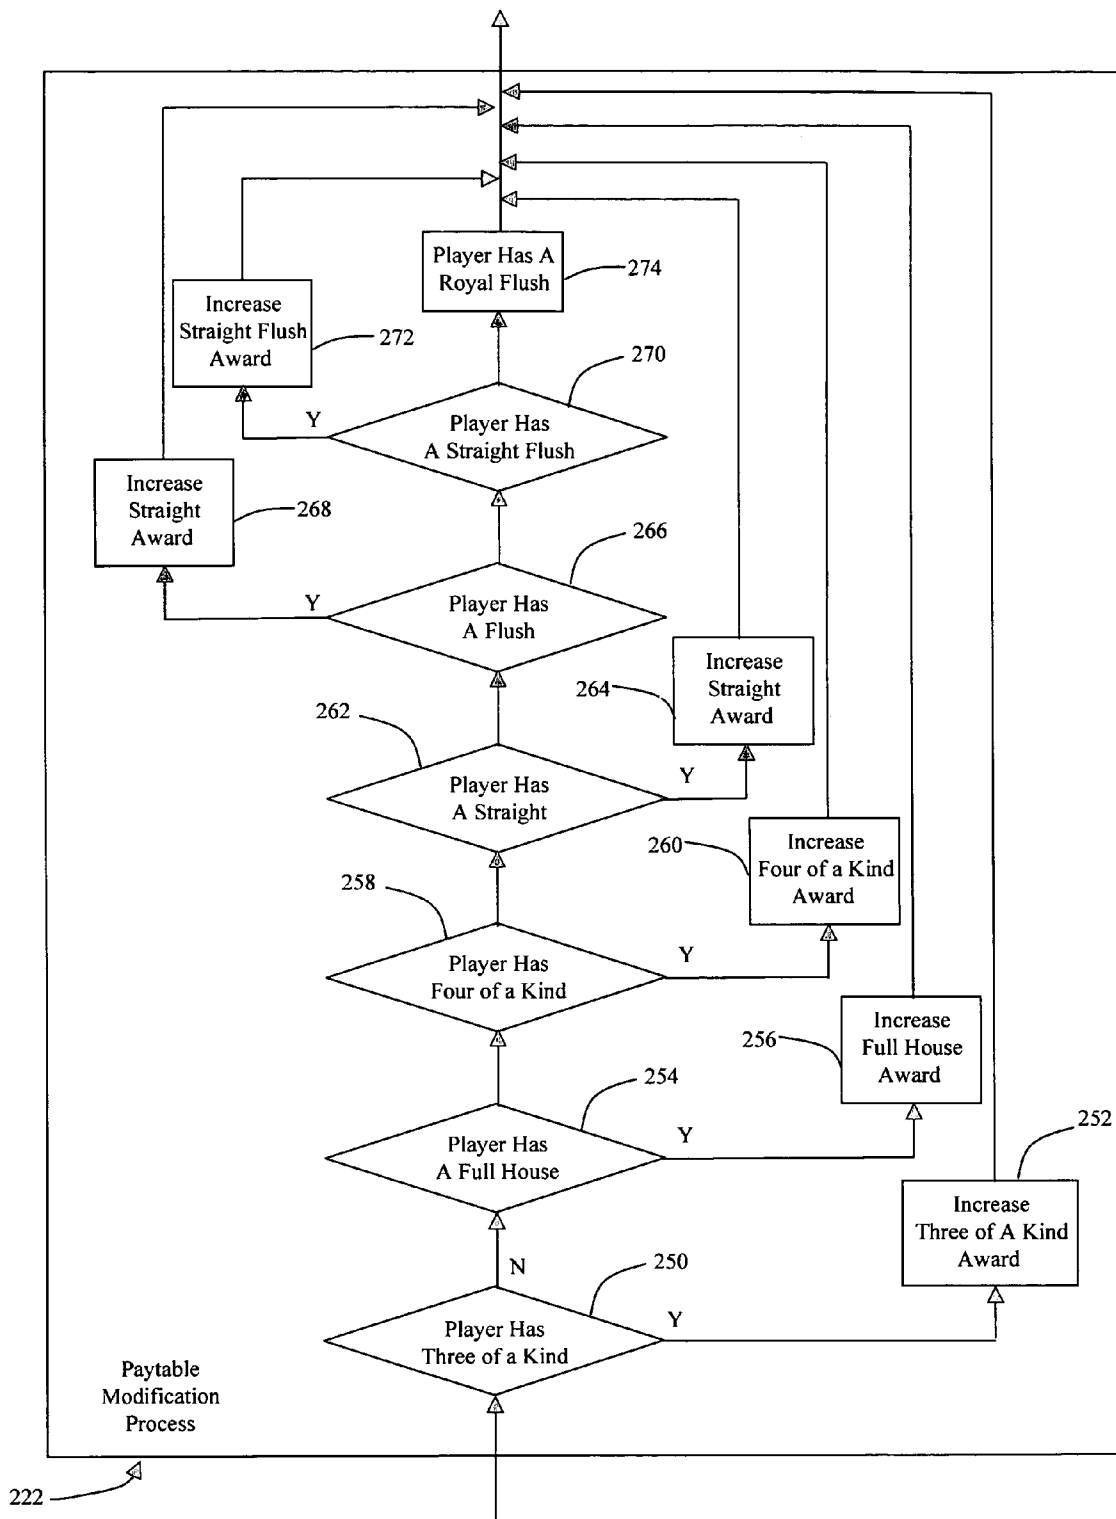 Player Has A
Royal Flush
274
Increase
Straight Flush
Award
272
270
Y
Player Has
A Straight Flush
Increase
Straight
Award
268
266
Y
Player Has
A Flush
Increase
Straight
Award
264
262
Player Has
A Straight
Y
Increase
Four of a Kind
Award
260
258
Player Has
Four of a Kind
Y
Increase
Full House
Award
256
254
Player Has
A Full House
Y
252
Increase
Three of A Kind
Award
N
250
Player Has
Three of a Kind
Y
Paytable
Modification
Process
222